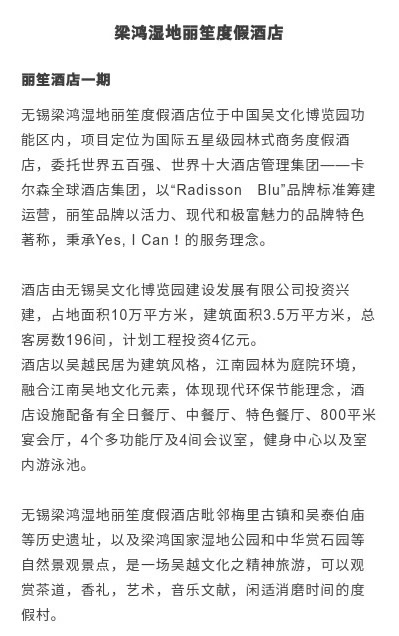 梁鸿湿地丽笙度假酒店
丽笙酒店一期
无锡梁鸿湿地丽笙度假酒店位于中国吴文化博览园功
能区内，项目定位为国际五星级园林式商务度假酒
店，委托世界五百强、世界十大酒店管理集团——卡
尔森全球酒店集团，以“Radisson　Blu”品牌标准筹建
运营，丽笙品牌以活力、现代和极富魅力的品牌特色
著称，秉承Yes, I Can！的服务理念。
酒店由无锡吴文化博览园建设发展有限公司投资兴
建，占地面积10万平方米，建筑面积3.5万平方米，总
客房数196间，计划工程投资4亿元。
酒店以吴越民居为建筑风格，江南园林为庭院环境，
融合江南吴地文化元素，体现现代环保节能理念，酒
店设施配备有全日餐厅、中餐厅、特色餐厅、800平米
宴会厅，4个多功能厅及4间会议室，健身中心以及室
内游泳池。
无锡梁鸿湿地丽笙度假酒店毗邻梅里古镇和吴泰伯庙
等历史遗址，以及梁鸿国家湿地公园和中华赏石园等
自然景观景点，是一场吴越文化之精神旅游，可以观
赏茶道，香礼，艺术，音乐文献，闲适消磨时间的度
假村。